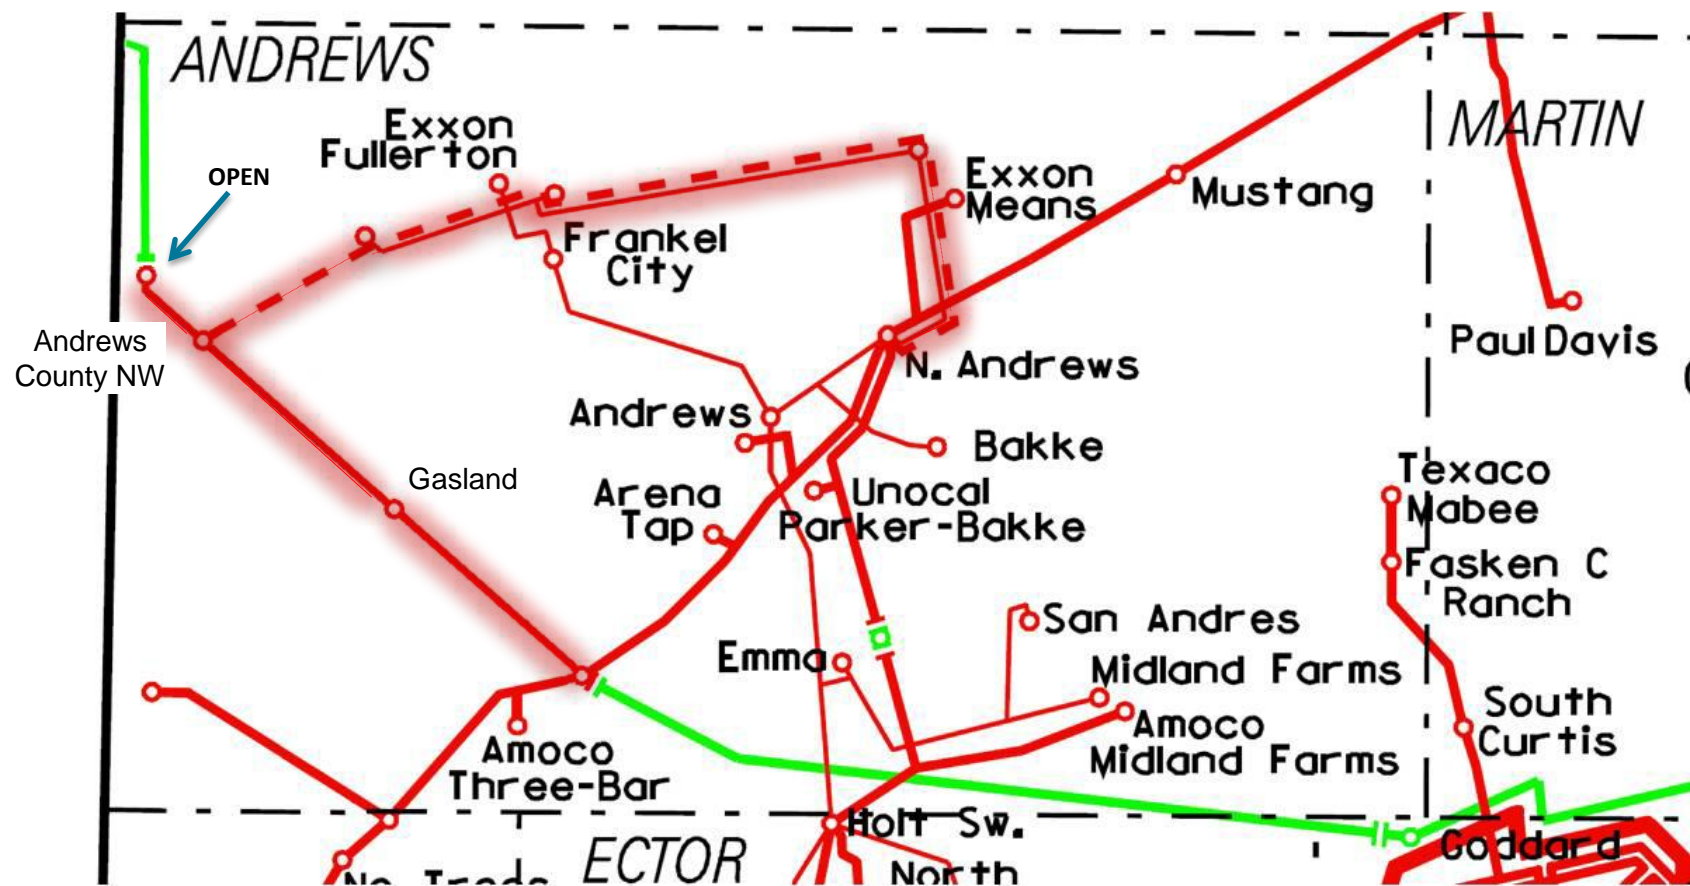 ANDREWS
Exxon
Fullerton
OPEN
MARTIN
Exxon
Means
Mustang
Frankel
City
Andrews
County NW
N. Andrews
Paul Davis
Andrews
Bakke
Gasland
Arena
Tap
Unocal
Parker-Bakke
Texaco
Mabee
Fasken C
Ranch
San Andres
Emma
Midland Farms
Amoco
Midland Farms
South
Curtis
Amoco
Three-Bar
Holt Sw.
Goddard
ECTOR
North